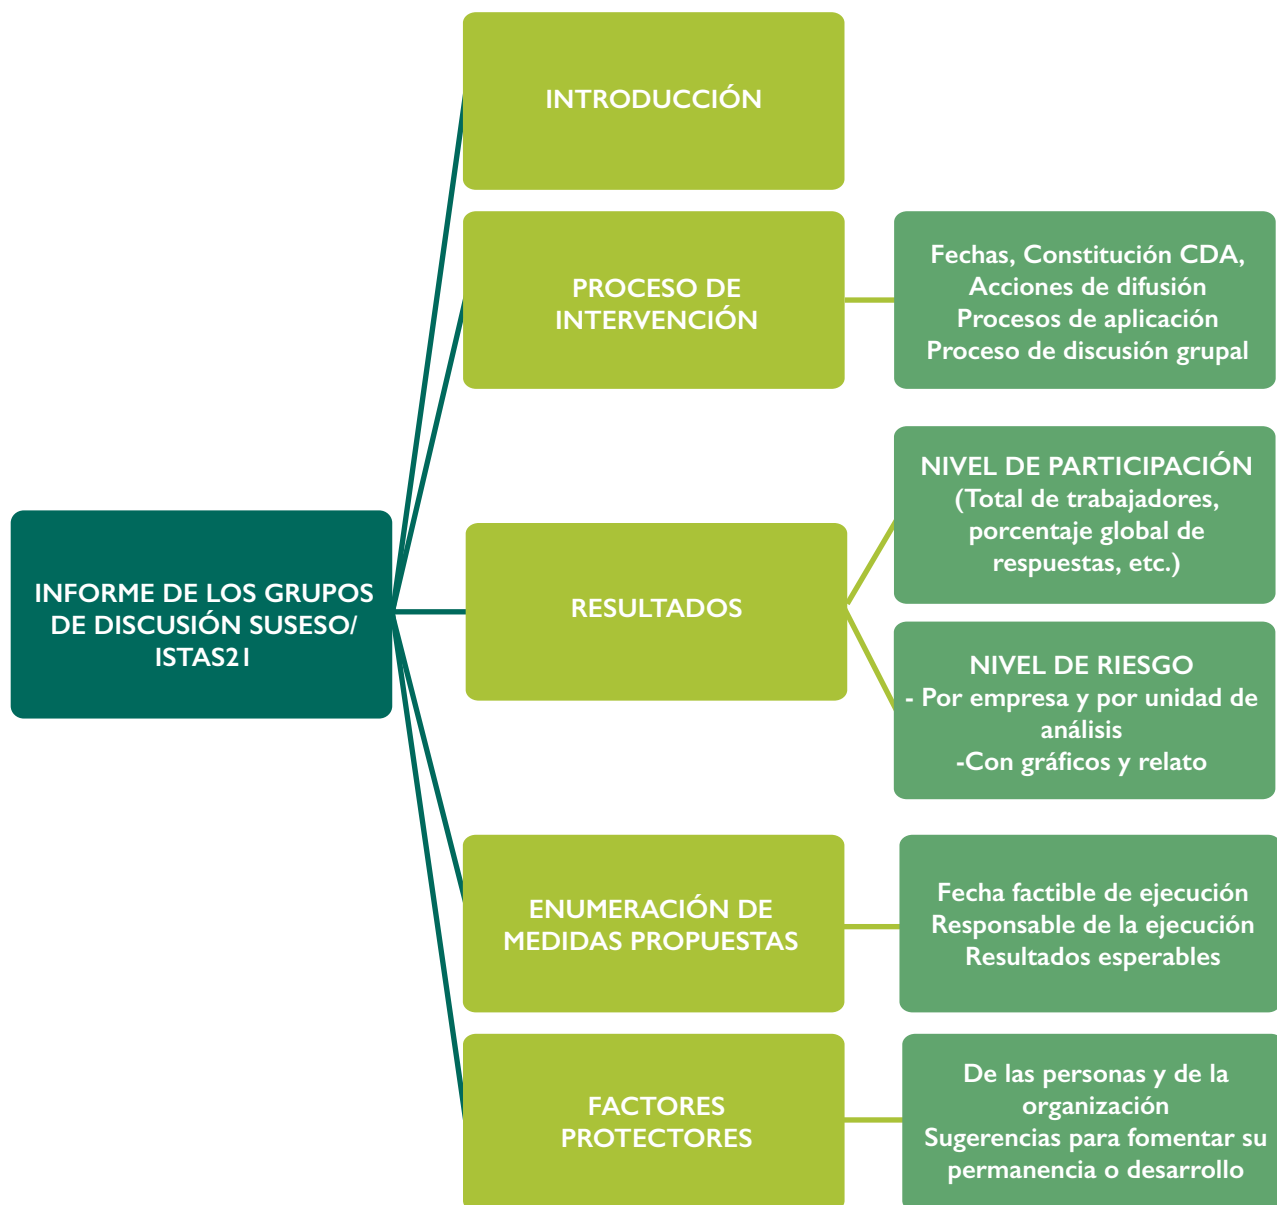 INFORME DE LOS GRUPOS
DE DISCUSIÓN SUSESO/
ISTAS21
INTRODUCCIÓN
PROCESO DE
INTERVENCIÓN
Fechas, Constitución CDA,
Acciones de difusión
Procesos de aplicación
Proceso de discusión grupal
RESULTADOS
NIVEL DE PARTICIPACIÓN
(Total de trabajadores,
porcentaje global de
respuestas, etc.)
NIVEL DE RIESGO
- Por empresa y por unidad de
análisis
-Con gráficos y relato
ENUMERACIÓN DE
MEDIDAS PROPUESTAS
Fecha factible de ejecución
Responsable de la ejecución
Resultados esperables
FACTORES
PROTECTORES
De las personas y de la
organización
Sugerencias para fomentar su
permanencia o desarrollo